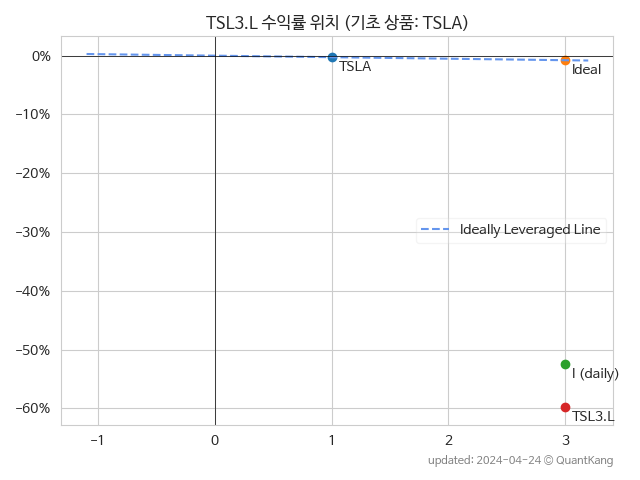 TSL3.L 수익률 위치 (기초 상품: TSLA)
0%
-10%
-20%
-30%
-40%
-50%
-60%
TSLA
Ideal
Ideally Leveraged Line
I (daily)
TSL3.L
-1
0
1
2
3
updated: 2024-04-24 © QuantKang